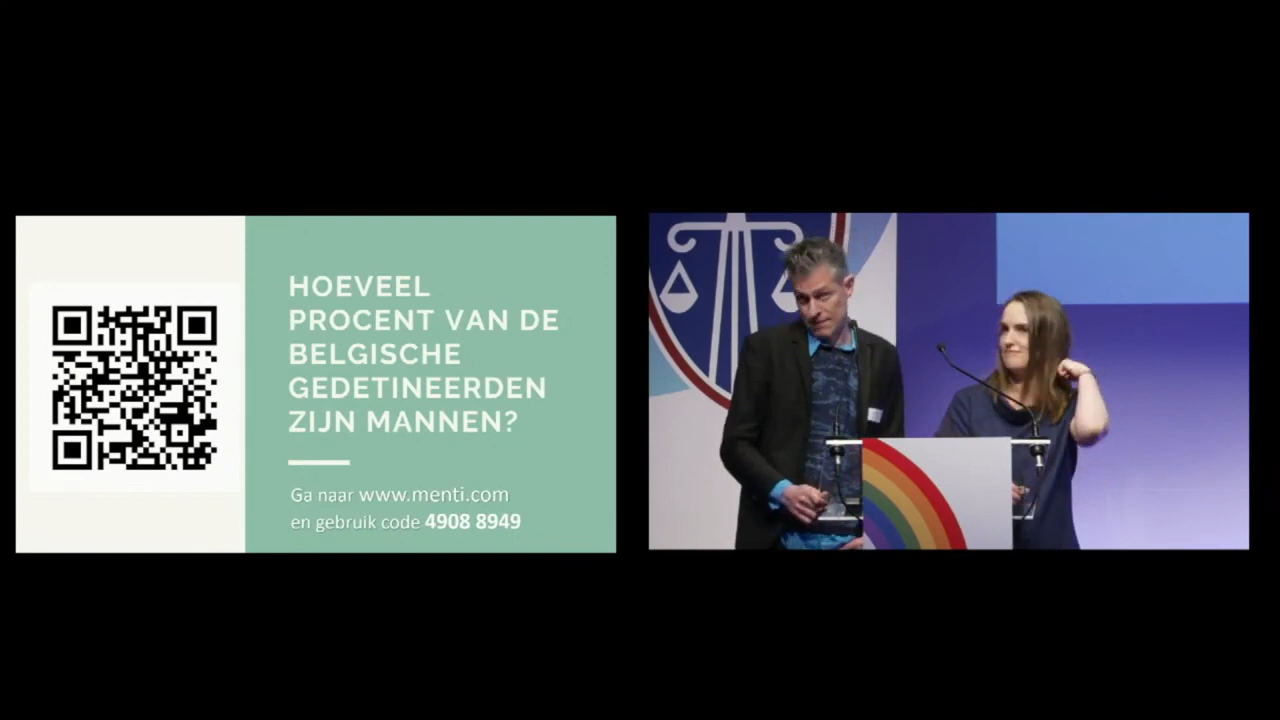 HOEVEEL
PROCENT VAN DE
BELGISCHE
GEDETINEERDEN
ZIJN MANNEN?
Ga naar www.menti.com
en gebruik code 4908 8949